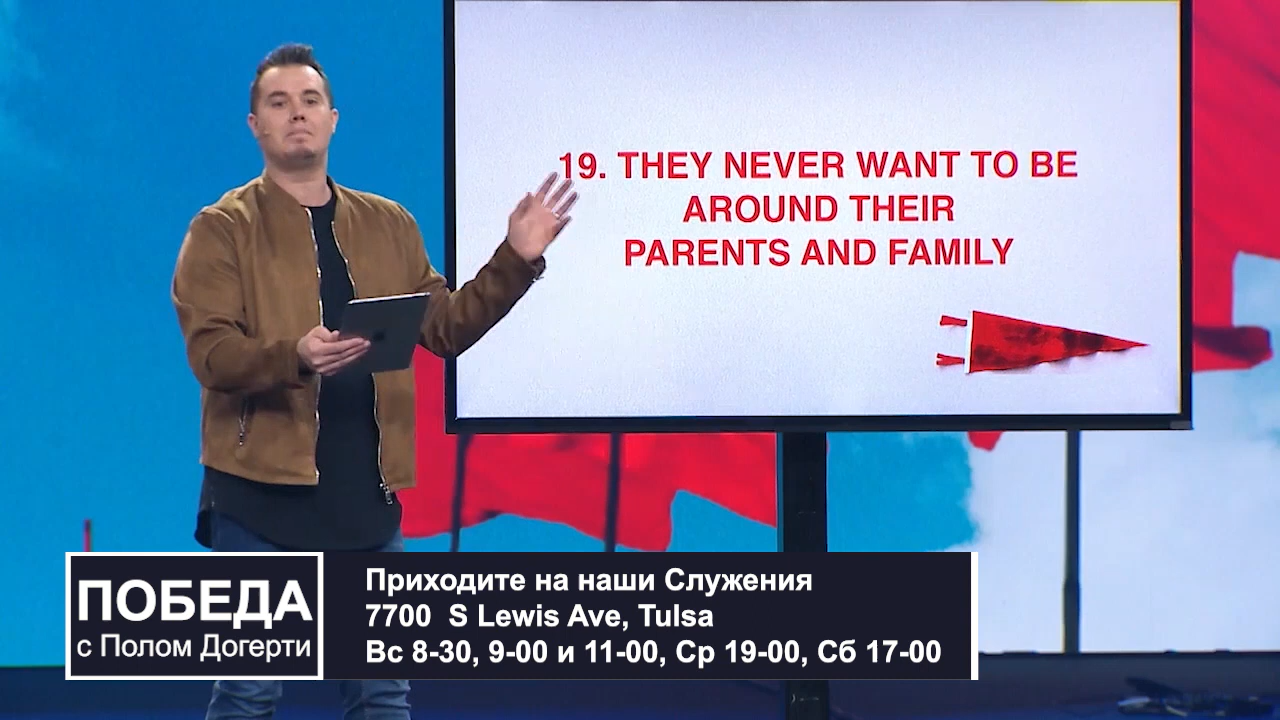 19. THEY NEVER WANT TO BE
AROUND THEIR
PARENTS AND FAMILY
ПОБЕДА
с Полом Догерти
Приходите на наши Служения
7700 S Lewis Ave, Tulsa
Вс 8-30, 9-00 и 11-00, Ср 19-00, Сб 17-00